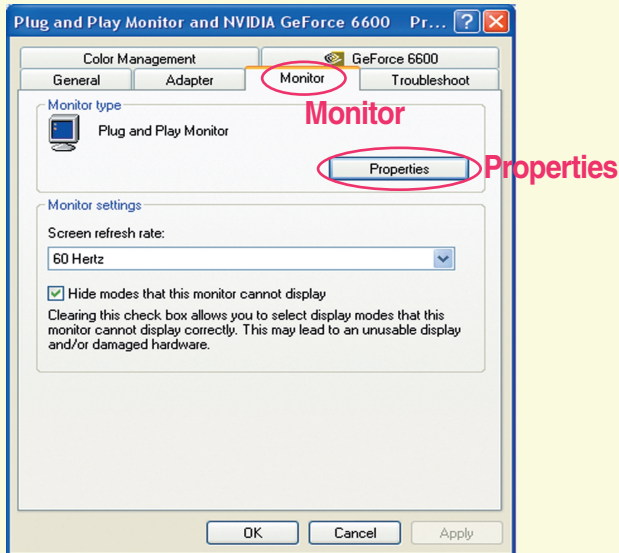 Plug and Play Monitor and NVIDIA GeForce 6600 Pr...
Color Management
GeForce 6600
General
Adapter
Monitor
Troubleshoot
Monitor type
Monitor
Plug and Play Monitor
Properties
Properties
Monitor settings
Screen refresh rate:
60 Hertz
Hide modes that this monitor cannot display
Clearing this check box allows you to select display modes that this
monitor cannot display correctly. This may lead to an unusable display
and/or damaged hardware.
OK
Cancel
Apply